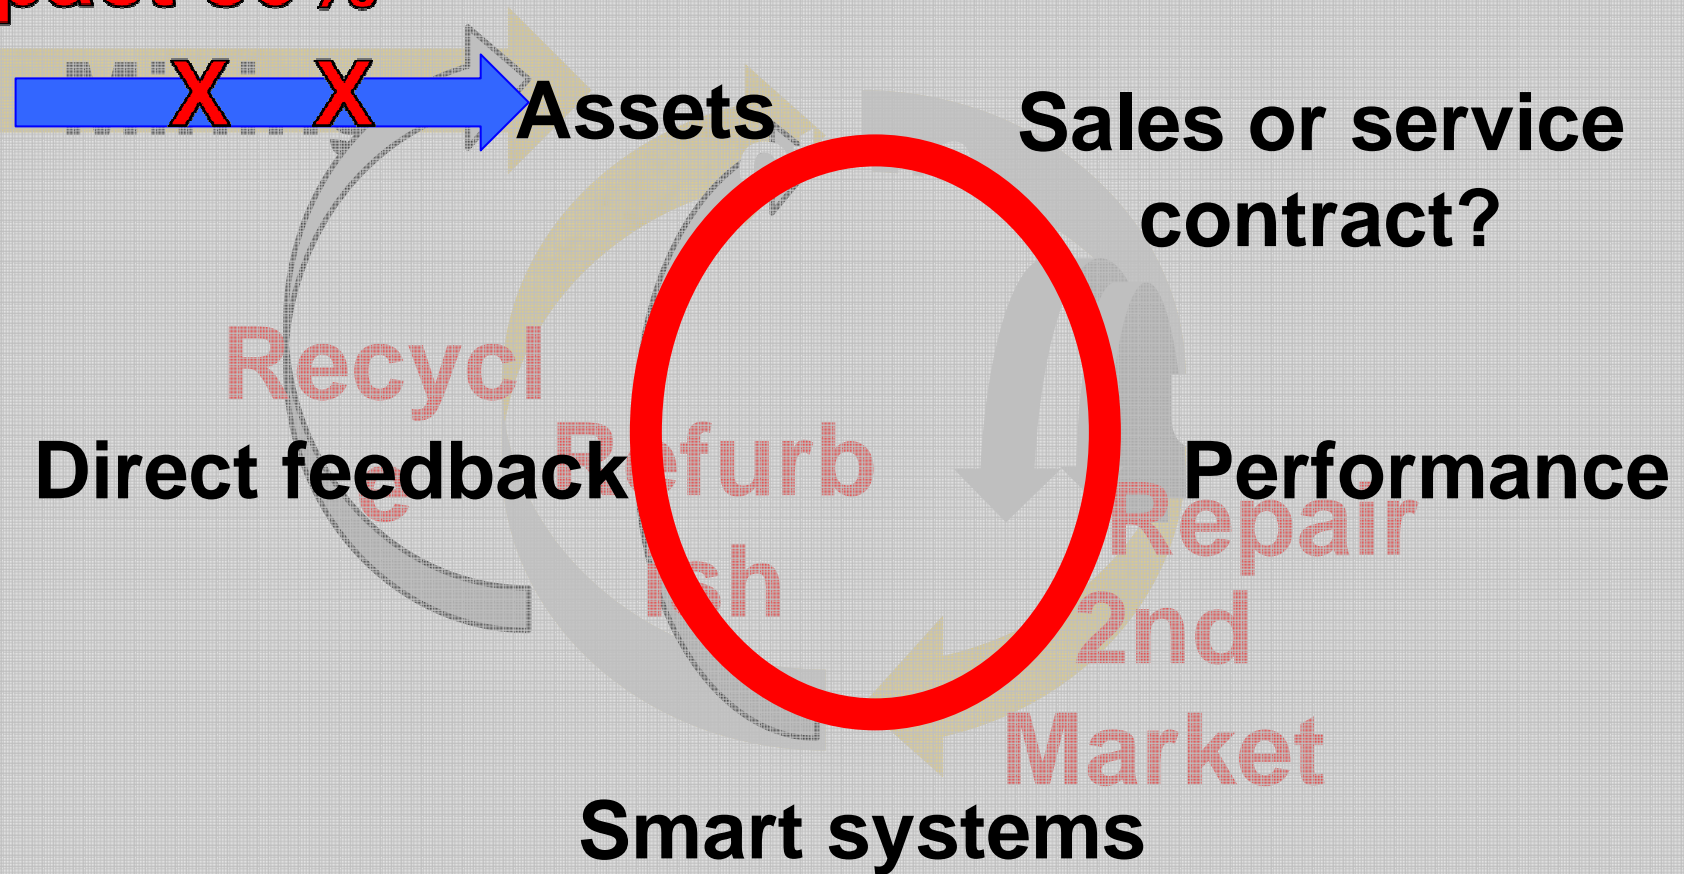 X X
Assets
Sales or service
contract?
Recycl
e
Direct feedback
Refurb
ish
Performance
Repair
2nd
Market
Smart systems